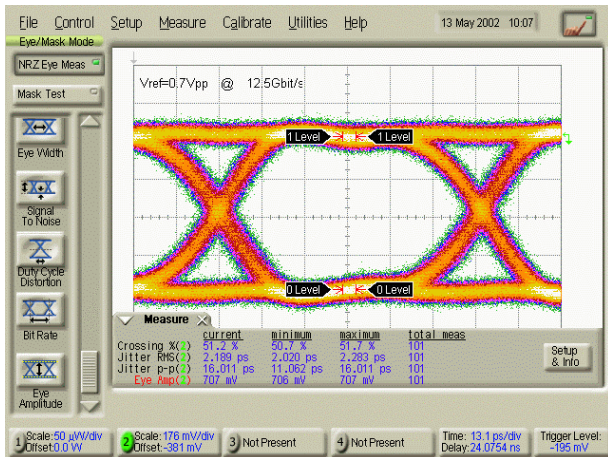 File Control Setup Measure Calibrate Utilities Help 13 May 2002 10:07
Eye/Mask Mode
NRZ Eye Meas
Mask Test
Eye Width
Signal
To Noise
Duty Cycle
Distortion
Bit Rate
Eye
Amplitude
Vref=0.7Vpp @ 12.5Gbit/s
1 Level 1 Level
0 Level 0 Level
Measure
current minimum maximum total meas
Crossing %(2) 51.2 % 50.7 % 51.7 % 101
Jitter RMS(2) 2.189 ps 2.020 ps 2.283 ps 101
Jitter p-p(2) 16.011 ps 11.062 ps 16.011 ps 101
Eye Amp(2) 707 mV 706 mV 707 mV 101
Setup
& Info
1 Scale:50 µW/div
Offset:0.0 W
2 Scale:176 mV/div
Offset:-381 mV
3 Not Present
4 Not Present
Time: 13.1 ps/div
Delay:24.0754 ns
Trigger Level:
-195 mV